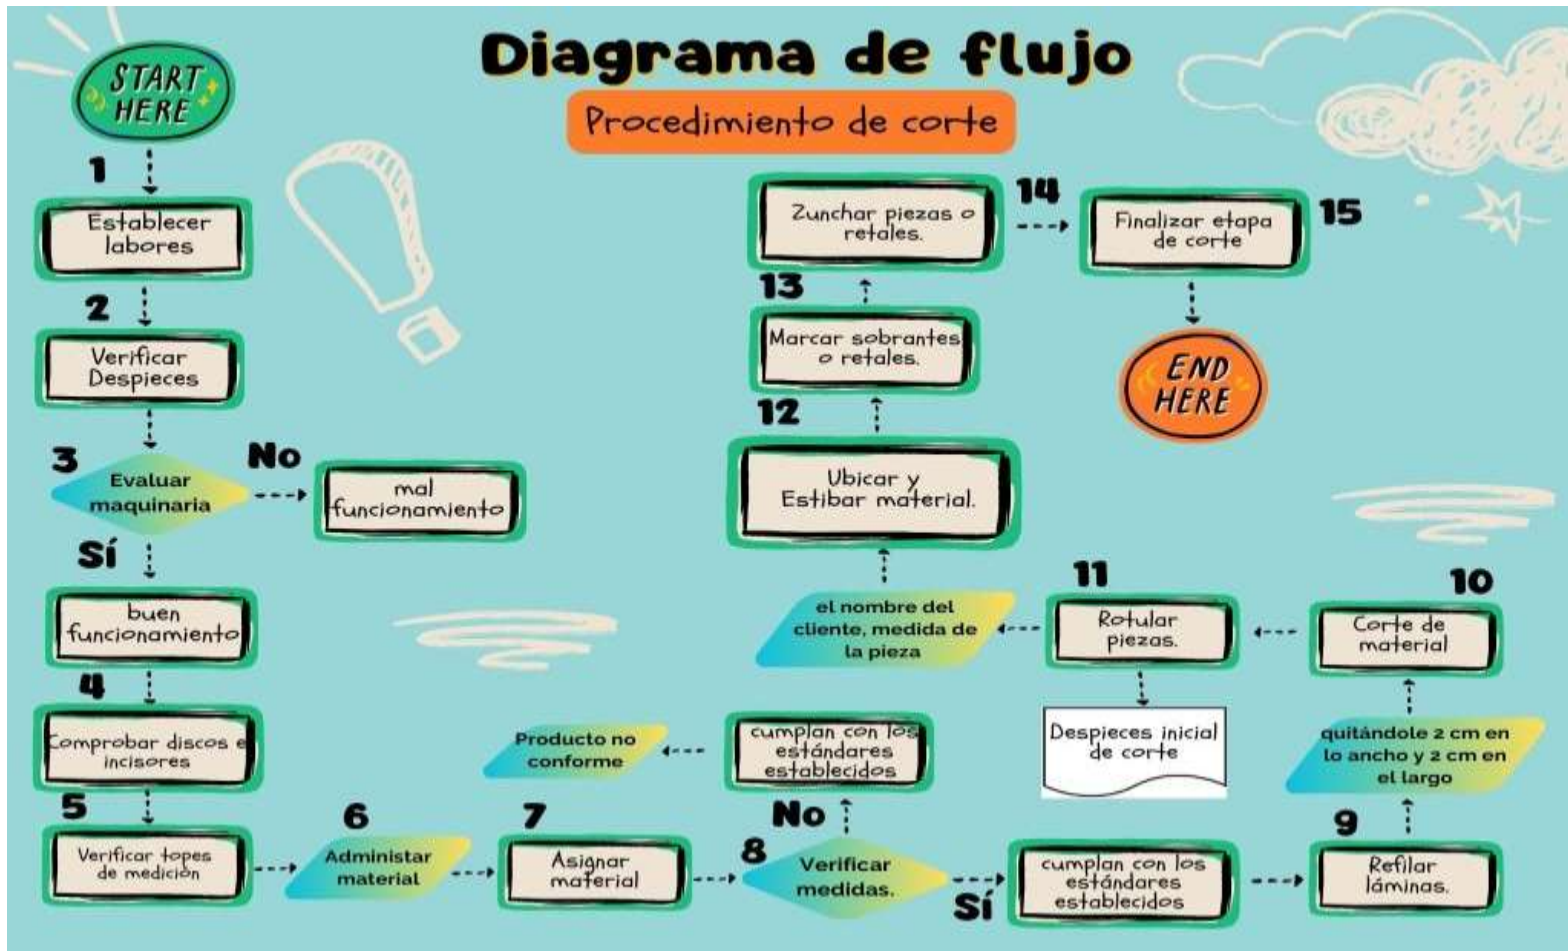 Diagrama de flujo
Procedimiento de corte
START
HERE
1
Establecer
labores
2
Verificar
Despieces
3
Evaluar
maquinaria
No
mal
funcionamiento
Sí
buen
funcionamiento
4
Comprobar discos e
incisores
5
Verificar topes
de medición
6
Administar
material
7
Asignar
material
8
Verificar
medidas.
No
cumplan con los
estándares
establecidos
Producto no
conforme
Sí
cumplan con los
estándares
establecidos
9
Refilar
láminas.
quitándole 2 cm en
lo ancho y 2 cm en
el largo
10
Corte de
material
11
Rotular
piezas.
Despieces inicial
de corte
el nombre del
cliente, medida de
la pieza
Ubicar y
Estibar material.
12
Marcar sobrantes
o retales.
13
Zunchar piezas o
retales.
14
Finalizar etapa
de corte
15
END
HERE